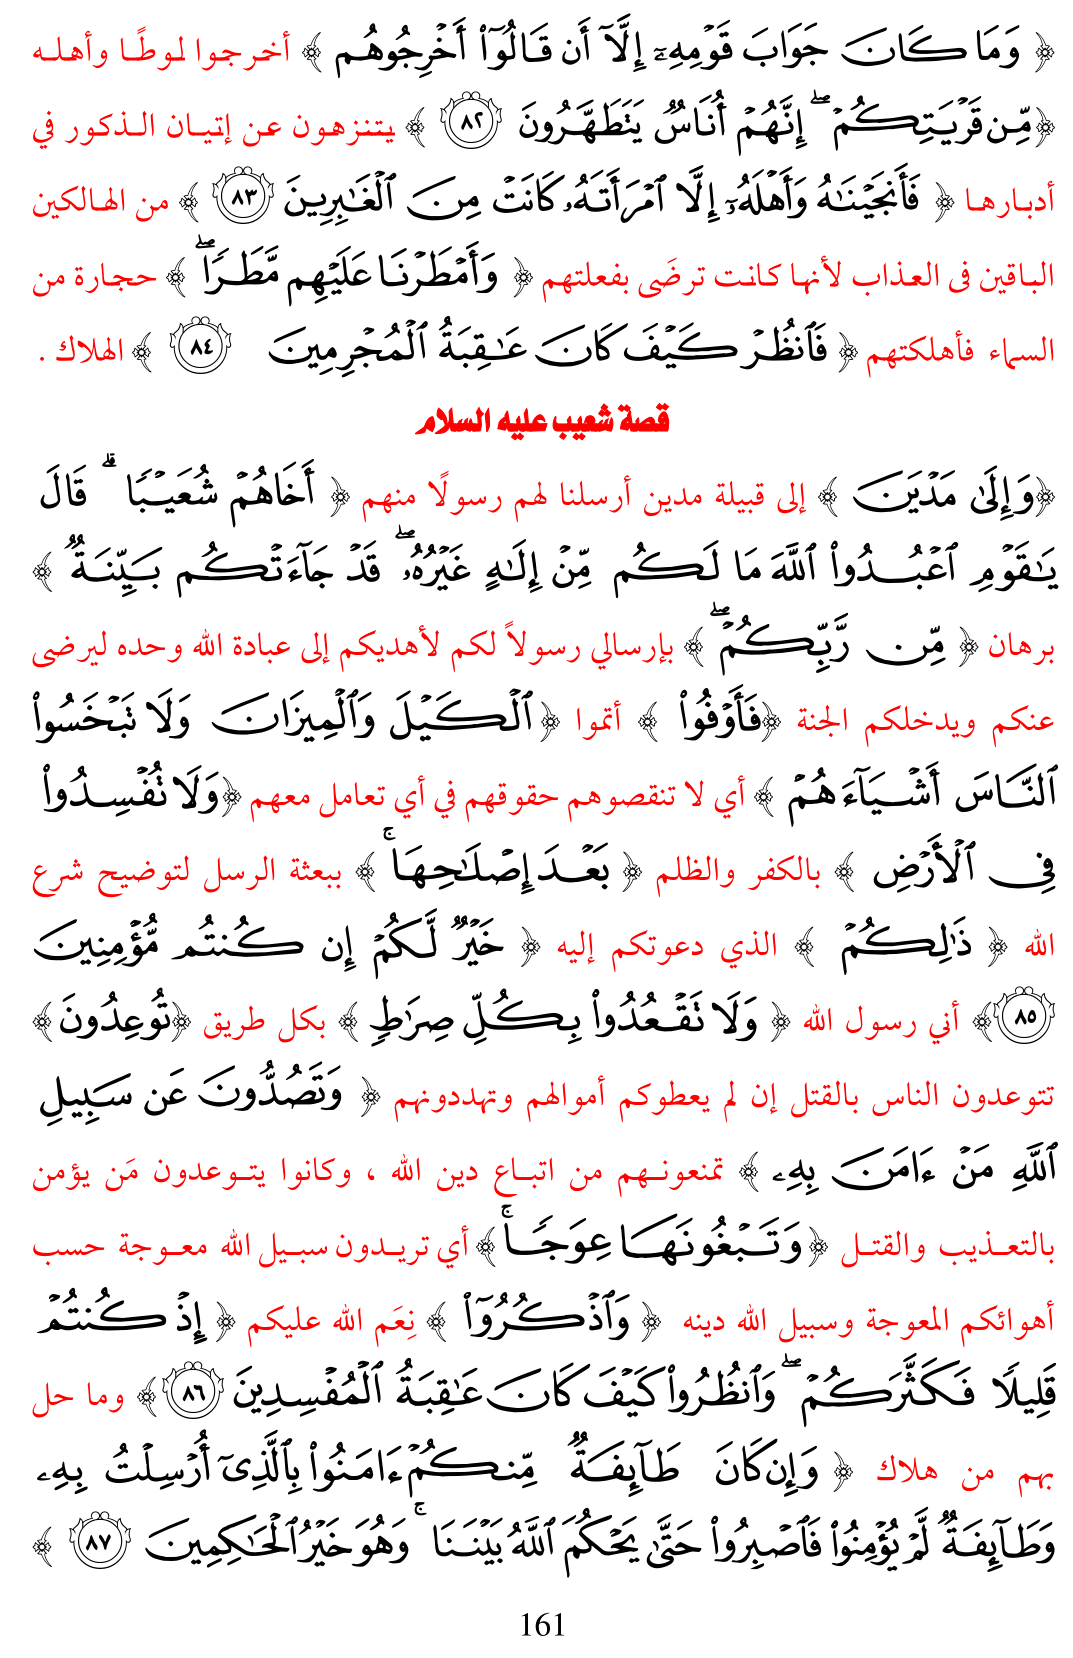 ﴿ وَمَا كَانَ جَوَابَ قَوْمِهِۦٓ إِلَّآ أَن قَالُوٓا۟ أَخْرِجُوهُم ﴾ أخرجوا لوطًا وأهله
﴿مِّن قَرْيَتِكُمْ ۖ إِنَّهُمْ أُنَاسٌ يَتَطَهَّرُونَ ٨٢ ﴾ يتنزهون عن إتيان الذكور في
أدبارها ﴿ فَأَنجَيْنَٰهُ وَأَهْلَهُۥٓ إِلَّا ٱمْرَأَتَهُۥ كَانَتْ مِنَ ٱلْغَٰبِرِينَ ٨٣ ﴾ من الهالكين
الباقين فى العذاب لأنها كانت ترضَى بفعلتهم ﴿ وَأَمْطَرْنَا عَلَيْهِم مَّطَرًا ۖ ﴾ حجارة من
السماء فأهلكتهم ﴿ فَٱنظُرْ كَيْفَ كَانَ عَٰقِبَةُ ٱلْمُجْرِمِينَ ٨٤ ﴾ الهلاك .
قصة شعيب عليه السلام
﴿وَإِلَىٰ مَدْيَنَ ﴾ إلى قبيلة مدين أرسلنا لهم رسولًا منهم ﴿ أَخَاهُمْ شُعَيْبًا ۗ قَالَ
يَٰقَوْمِ ٱعْبُدُوا۟ ٱللَّهَ مَا لَكُم مِّنْ إِلَٰهٍ غَيْرُهُۥ ۖ قَدْ جَآءَتْكُم بَيِّنَةٌ ﴾
برهان ﴿ مِّن رَّبِّكُمْ ۖ ﴾ بإرسالي رسولاً لكم لأهديكم إلى عبادة الله وحده ليرضى
عنكم ويدخلكم الجنة ﴿فَأَوْفُوا۟ ﴾ أتموا ﴿ ٱلْكَيْلَ وَٱلْمِيزَانَ وَلَا تَبْخَسُوا۟
ٱلنَّاسَ أَشْيَآءَهُمْ ﴾ أي لا تنقصوهم حقوقهم في أي تعامل معهم ﴿وَلَا تُفْسِدُوا۟
فِى ٱلْأَرْضِ ﴾ بالكفر والظلم ﴿ بَعْدَ إِصْلَٰحِهَا ۚ ﴾ ببعثة الرسل لتوضيح شرع
الله ﴿ ذَٰلِكُمْ ﴾ الذي دعوتكم إليه ﴿ خَيْرٌ لَّكُمْ إِن كُنتُم مُّؤْمِنِينَ
٨٥ ﴾ أني رسول الله ﴿ وَلَا تَقْعُدُوا۟ بِكُلِّ صِرَٰطٍ ﴾ بكل طريق ﴿تُوعِدُونَ﴾
تتوعدون الناس بالقتل إن لم يعطوكم أموالهم وتهددونهم ﴿ وَتَصُدُّونَ عَن سَبِيلِ
ٱللَّهِ مَنْ ءَامَنَ بِهِۦ ﴾ تمنعونهم من اتباع دين الله ، وكانوا يتوعدون مَن يؤمن
بالتعذيب والقتل ﴿وَتَبْغُونَهَا عِوَجًا ۚ﴾ أي تريدون سبيل الله معوجة حسب
أهوائكم المعوجة وسبيل الله دينه ﴿ وَٱذْكُرُوٓا۟ ﴾ نِعَم الله عليكم ﴿ إِذْ كُنتُمْ
قَلِيلًا فَكَثَّرَكُمْ ۖ وَٱنظُرُوا۟ كَيْفَ كَانَ عَٰقِبَةُ ٱلْمُفْسِدِينَ ٨٦ ﴾ وما حل
بهم من هلاك ﴿ وَإِن كَانَ طَآئِفَةٌ مِّنكُمْ ءَامَنُوا۟ بِٱلَّذِىٓ أُرْسِلْتُ بِهِۦ
وَطَآئِفَةٌ لَّمْ يُؤْمِنُوا۟ فَٱصْبِرُوا۟ حَتَّىٰ يَحْكُمَ ٱللَّهُ بَيْنَنَا ۚ وَهُوَ خَيْرُ ٱلْحَٰكِمِينَ ٨٧ ﴾
161